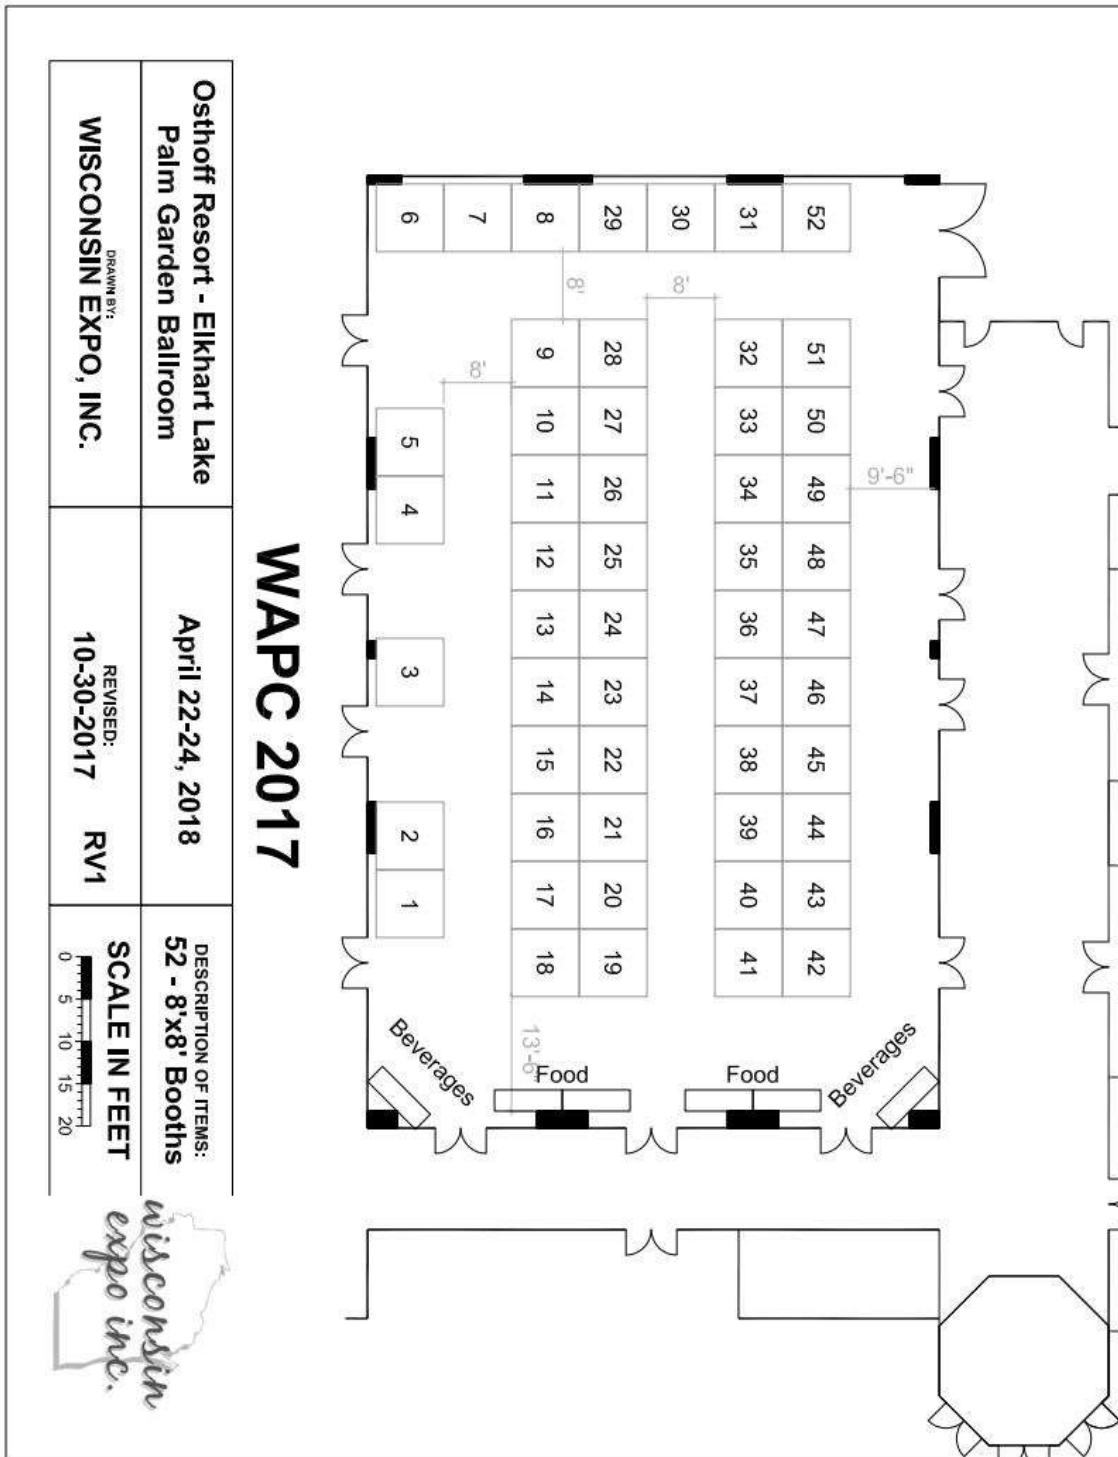 Osthoff Resort - Elkhart Lake
Palm Garden Ballroom
April 22-24, 2018
DESCRIPTION OF ITEMS:
52 - 8'x8' Booths
DRAWN BY:
WISCONSIN EXPO, INC.
REVISED:
10-30-2017 RV1
SCALE IN FEET
0 5 10 15 20
wisconsin
expo inc.
WAPC 2017
6 7 8 29 30 31 52
8'
8'
8'
9'-6"
9 28 32 51
10 27 33 50
5
11 26 34 49
4
12 25 35 48
13 24 36 47
3
14 23 37 46
15 22 38 45
2
16 21 39 44
1
17 20 40 43
18 19 41 42
13'-6"
Beverages
Food
Food
Beverages